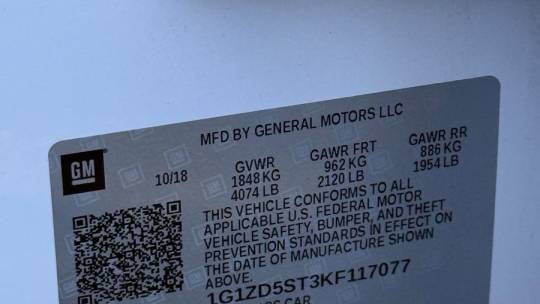 MFD BY GENERAL MOTORS LLC
GM
10/18 GVWR GAWR FRT GAWR RR
1848 KG 962 KG 886 KG
4074 LB 2120 LB 1954 LB
THIS VEHICLE CONFORMS TO ALL
APPLICABLE U.S. FEDERAL MOTOR
VEHICLE SAFETY, BUMPER, AND THEFT
PREVENTION STANDARDS IN EFFECT ON
THE DATE OF MANUFACTURE SHOWN
ABOVE.
1G1ZD5ST3KF117077
CAR